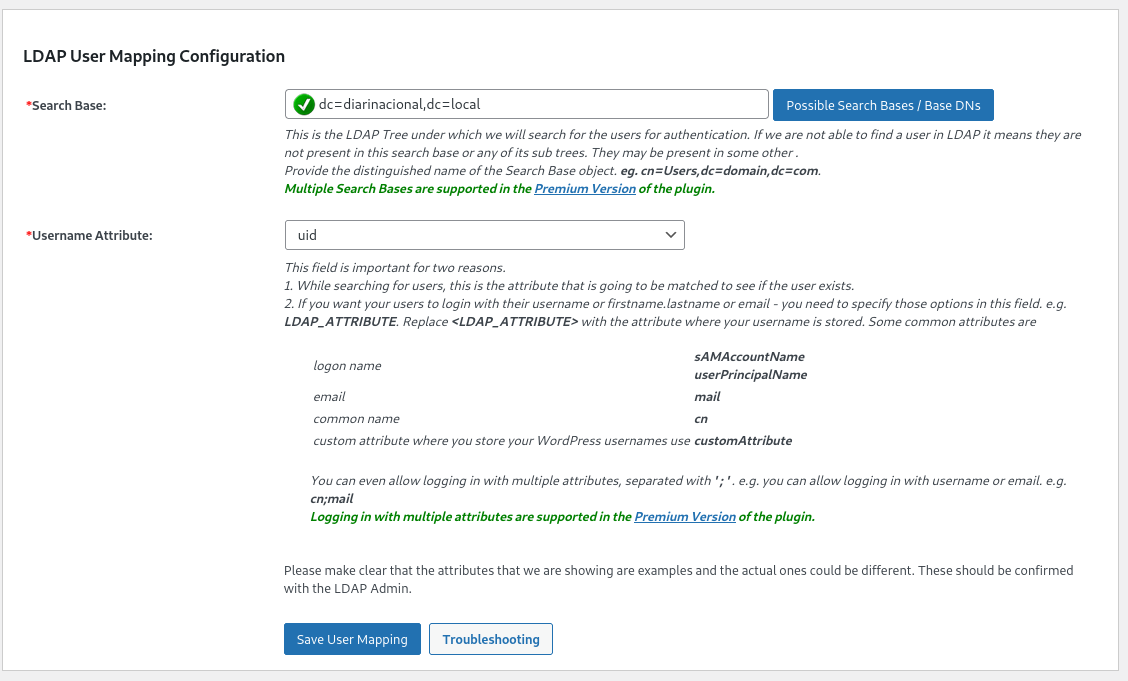 LDAP User Mapping Configuration
*Search Base:
dc=diarinacional,dc=local
Possible Search Bases / Base DNs
This is the LDAP Tree under which we will search for the users for authentication. If we are not able to find a user in LDAP it means they are
not present in this search base or any of its sub trees. They may be present in some other .
Provide the distinguished name of the Search Base object. eg. cn=Users,dc=domain,dc=com.
Multiple Search Bases are supported in the Premium Version of the plugin.
*Username Attribute:
uid
This field is important for two reasons.
1. While searching for users, this is the attribute that is going to be matched to see if the user exists.
2. If you want your users to login with their username or firstname.lastname or email - you need to specify those options in this field. e.g.
LDAP_ATTRIBUTE. Replace <LDAP_ATTRIBUTE> with the attribute where your username is stored. Some common attributes are
logon name
sAMAccountName
userPrincipalName
email mail
common name cn
custom attribute where you store your WordPress usernames use customAttribute
You can even allow logging in with multiple attributes, separated with ';'. e.g. you can allow logging in with username or email. e.g.
cn;mail
Logging in with multiple attributes are supported in the Premium Version of the plugin.
Please make clear that the attributes that we are showing are examples and the actual ones could be different. These should be confirmed
with the LDAP Admin.
Save User Mapping
Troubleshooting